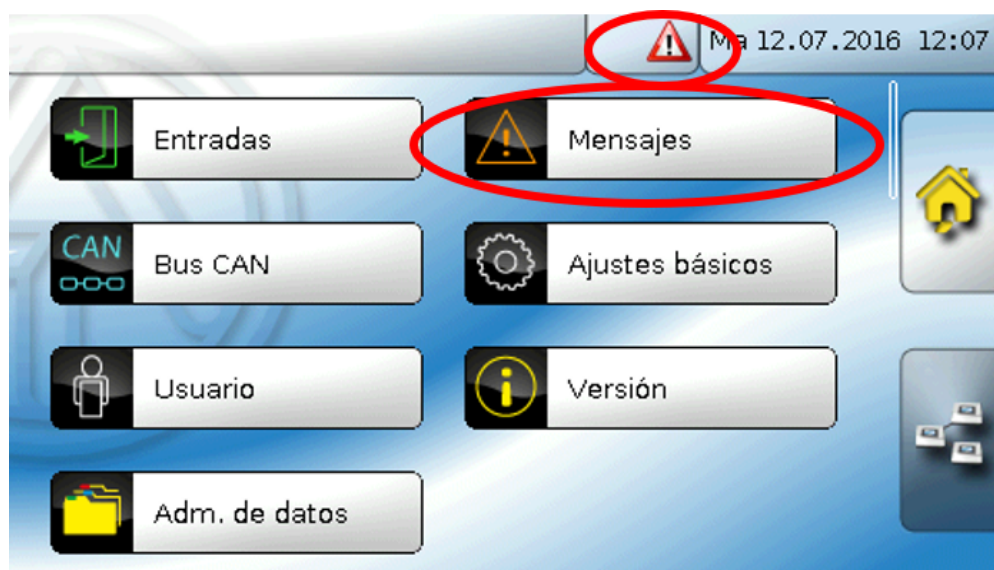 Ma 12.07.2016 12:07
Entradas
Mensajes
CAN
Bus CAN
Ajustes básicos
Usuario
Versión
Adm. de datos